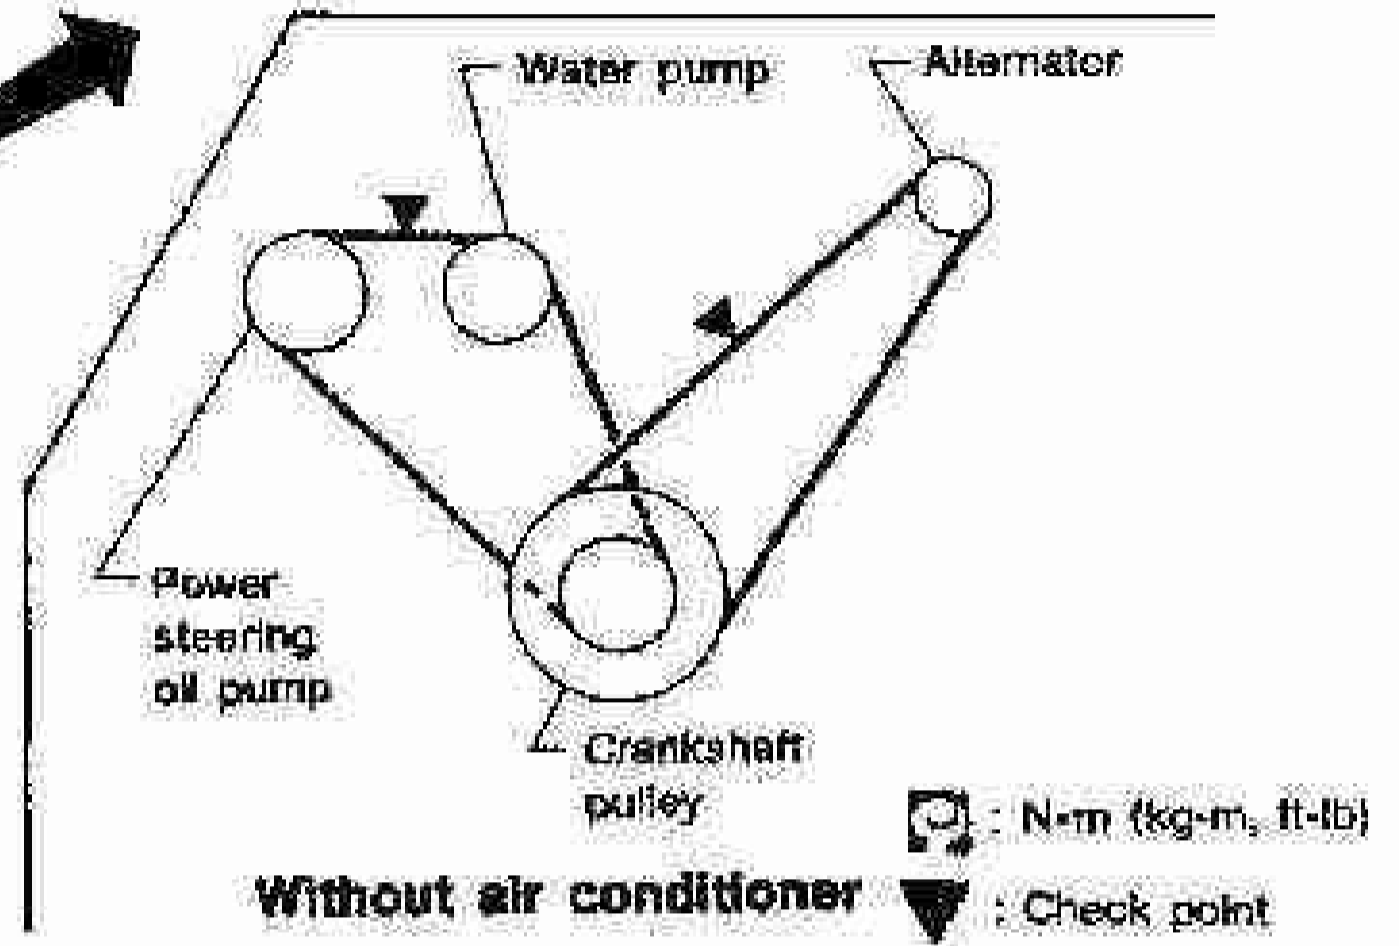 Water pump
Alternator
Power
steering
oil pump
Crankshaft
pulley
: N·m (kg-m, ft-lb)
Without air conditioner
: Check point